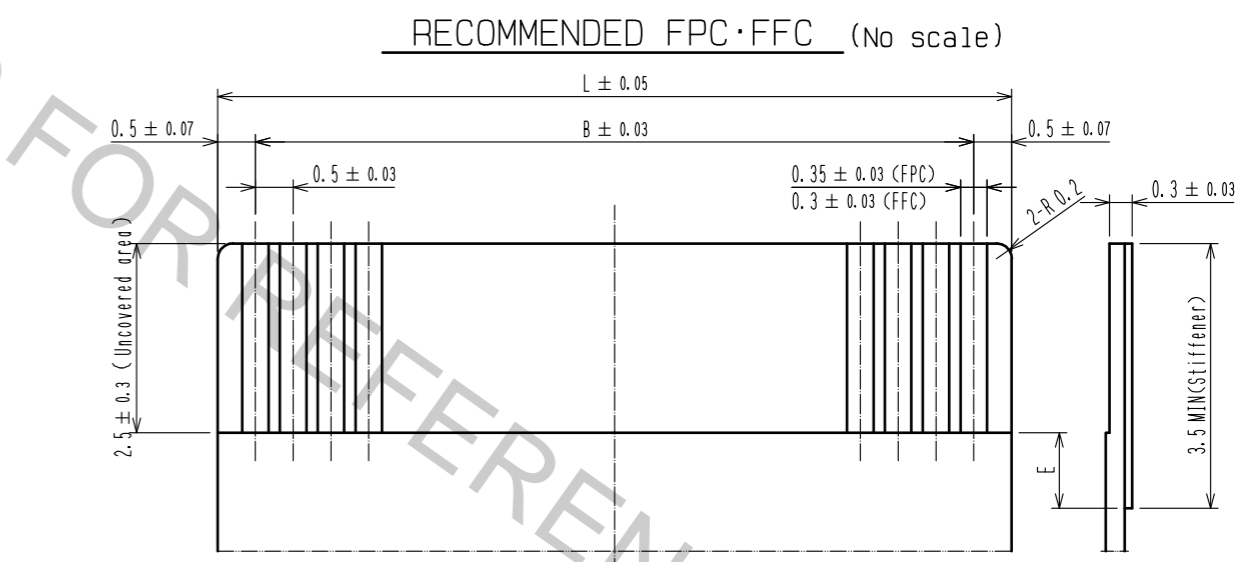 RECOMMENDED FPC・FFC (No scale)
L ± 0.05
0.5 ± 0.07
B ± 0.03
0.5 ± 0.07
0.5 ± 0.03
0.35 ± 0.03 (FPC)
0.3 ± 0.03 (FFC)
2-R0.2
0.3 ± 0.03
2.5 ± 0.3 (Uncovered area)
E
3.5 MIN(Stiffener)
FOR REFEREN